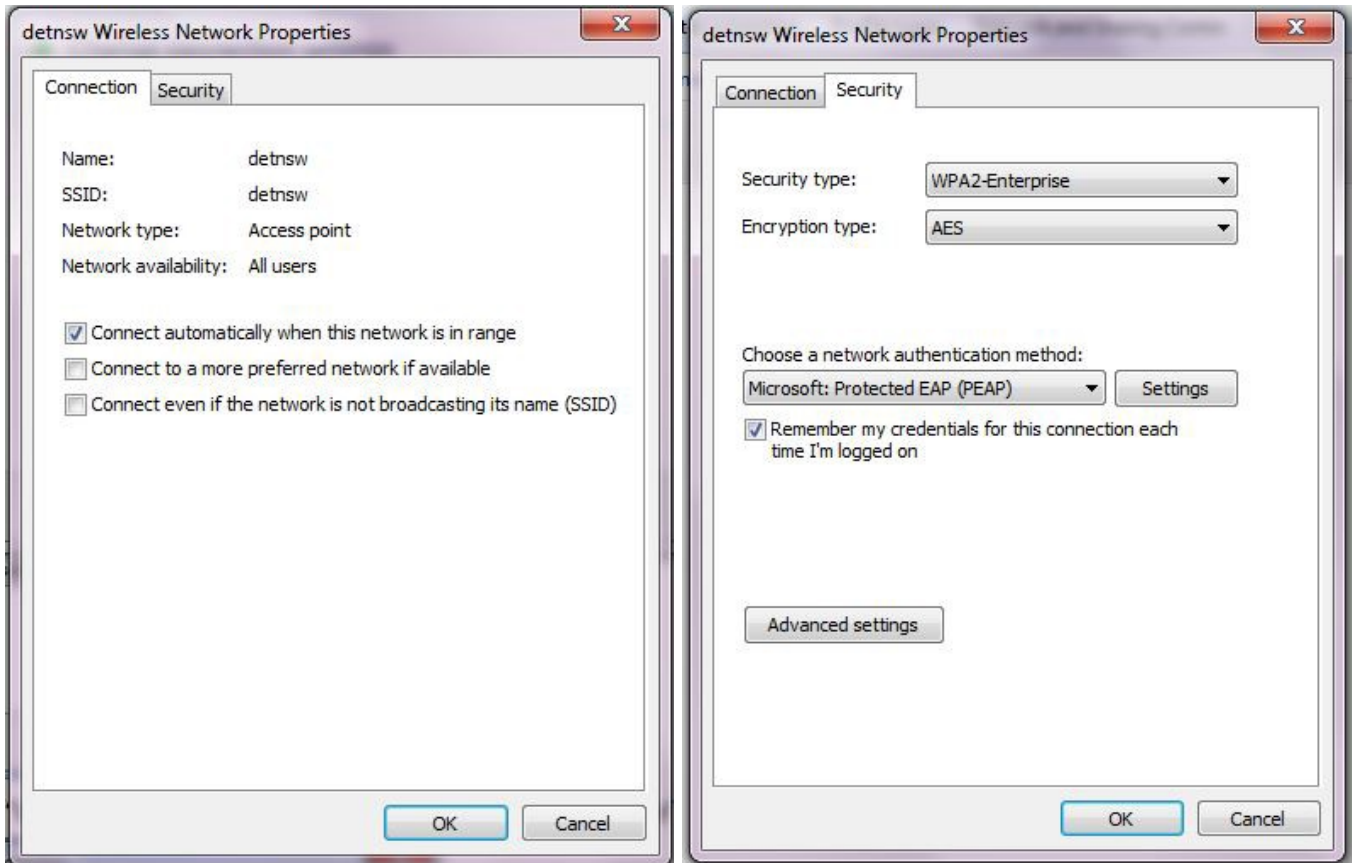 detnsw Wireless Network Properties
Connection Security
Name: detnsw
SSID: detnsw
Network type: Access point
Network availability: All users
Connect automatically when this network is in range
Connect to a more preferred network if available
Connect even if the network is not broadcasting its name (SSID)
OK Cancel
detnsw Wireless Network Properties
Connection Security
Security type: WPA2-Enterprise
Encryption type: AES
Choose a network authentication method:
Microsoft: Protected EAP (PEAP) Settings
Remember my credentials for this connection each
time I'm logged on
Advanced settings
OK Cancel